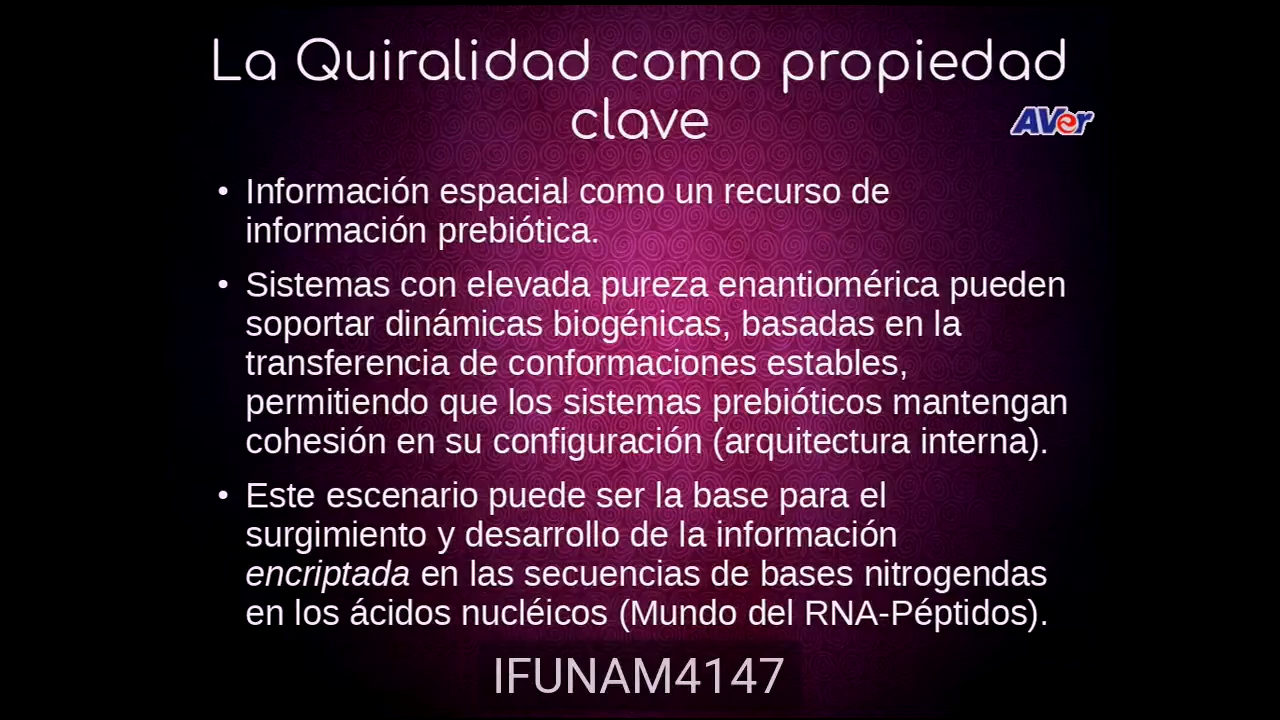 La Quiralidad como propiedad
clave
AVer
• Información espacial como un recurso de
información prebiótica.
• Sistemas con elevada pureza enantiomérica pueden
soportar dinámicas biogénicas, basadas en la
transferencia de conformaciones estables,
permitiendo que los sistemas prebióticos mantengan
cohesión en su configuración (arquitectura interna).
• Este escenario puede ser la base para el
surgimiento y desarrollo de la información
encriptada en las secuencias de bases nitrogendas
en los ácidos nucléicos (Mundo del RNA-Péptidos).
IFUNAM4147